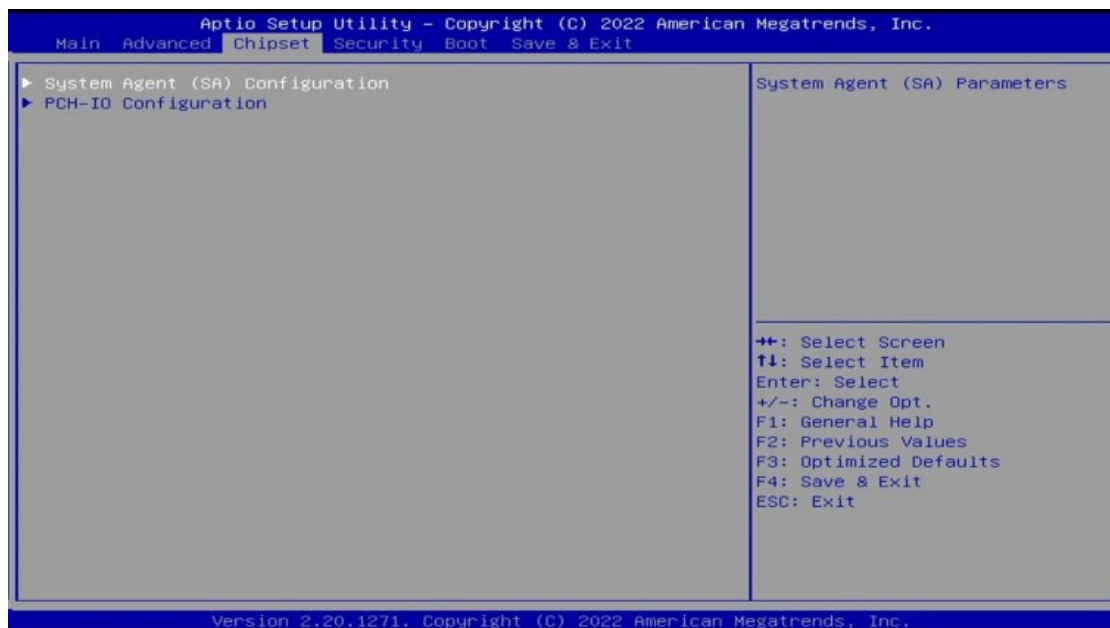 Aptio Setup Utility – Copyright (C) 2022 American Megatrends, Inc.
Main Advanced Chipset Security Boot Save & Exit
▶ System Agent (SA) Configuration
▶ PCH-IO Configuration
System Agent (SA) Parameters
→←: Select Screen
↑↓: Select Item
Enter: Select
+/-: Change Opt.
F1: General Help
F2: Previous Values
F3: Optimized Defaults
F4: Save & Exit
ESC: Exit
Version 2.20.1271. Copyright (C) 2022 American Megatrends, Inc.